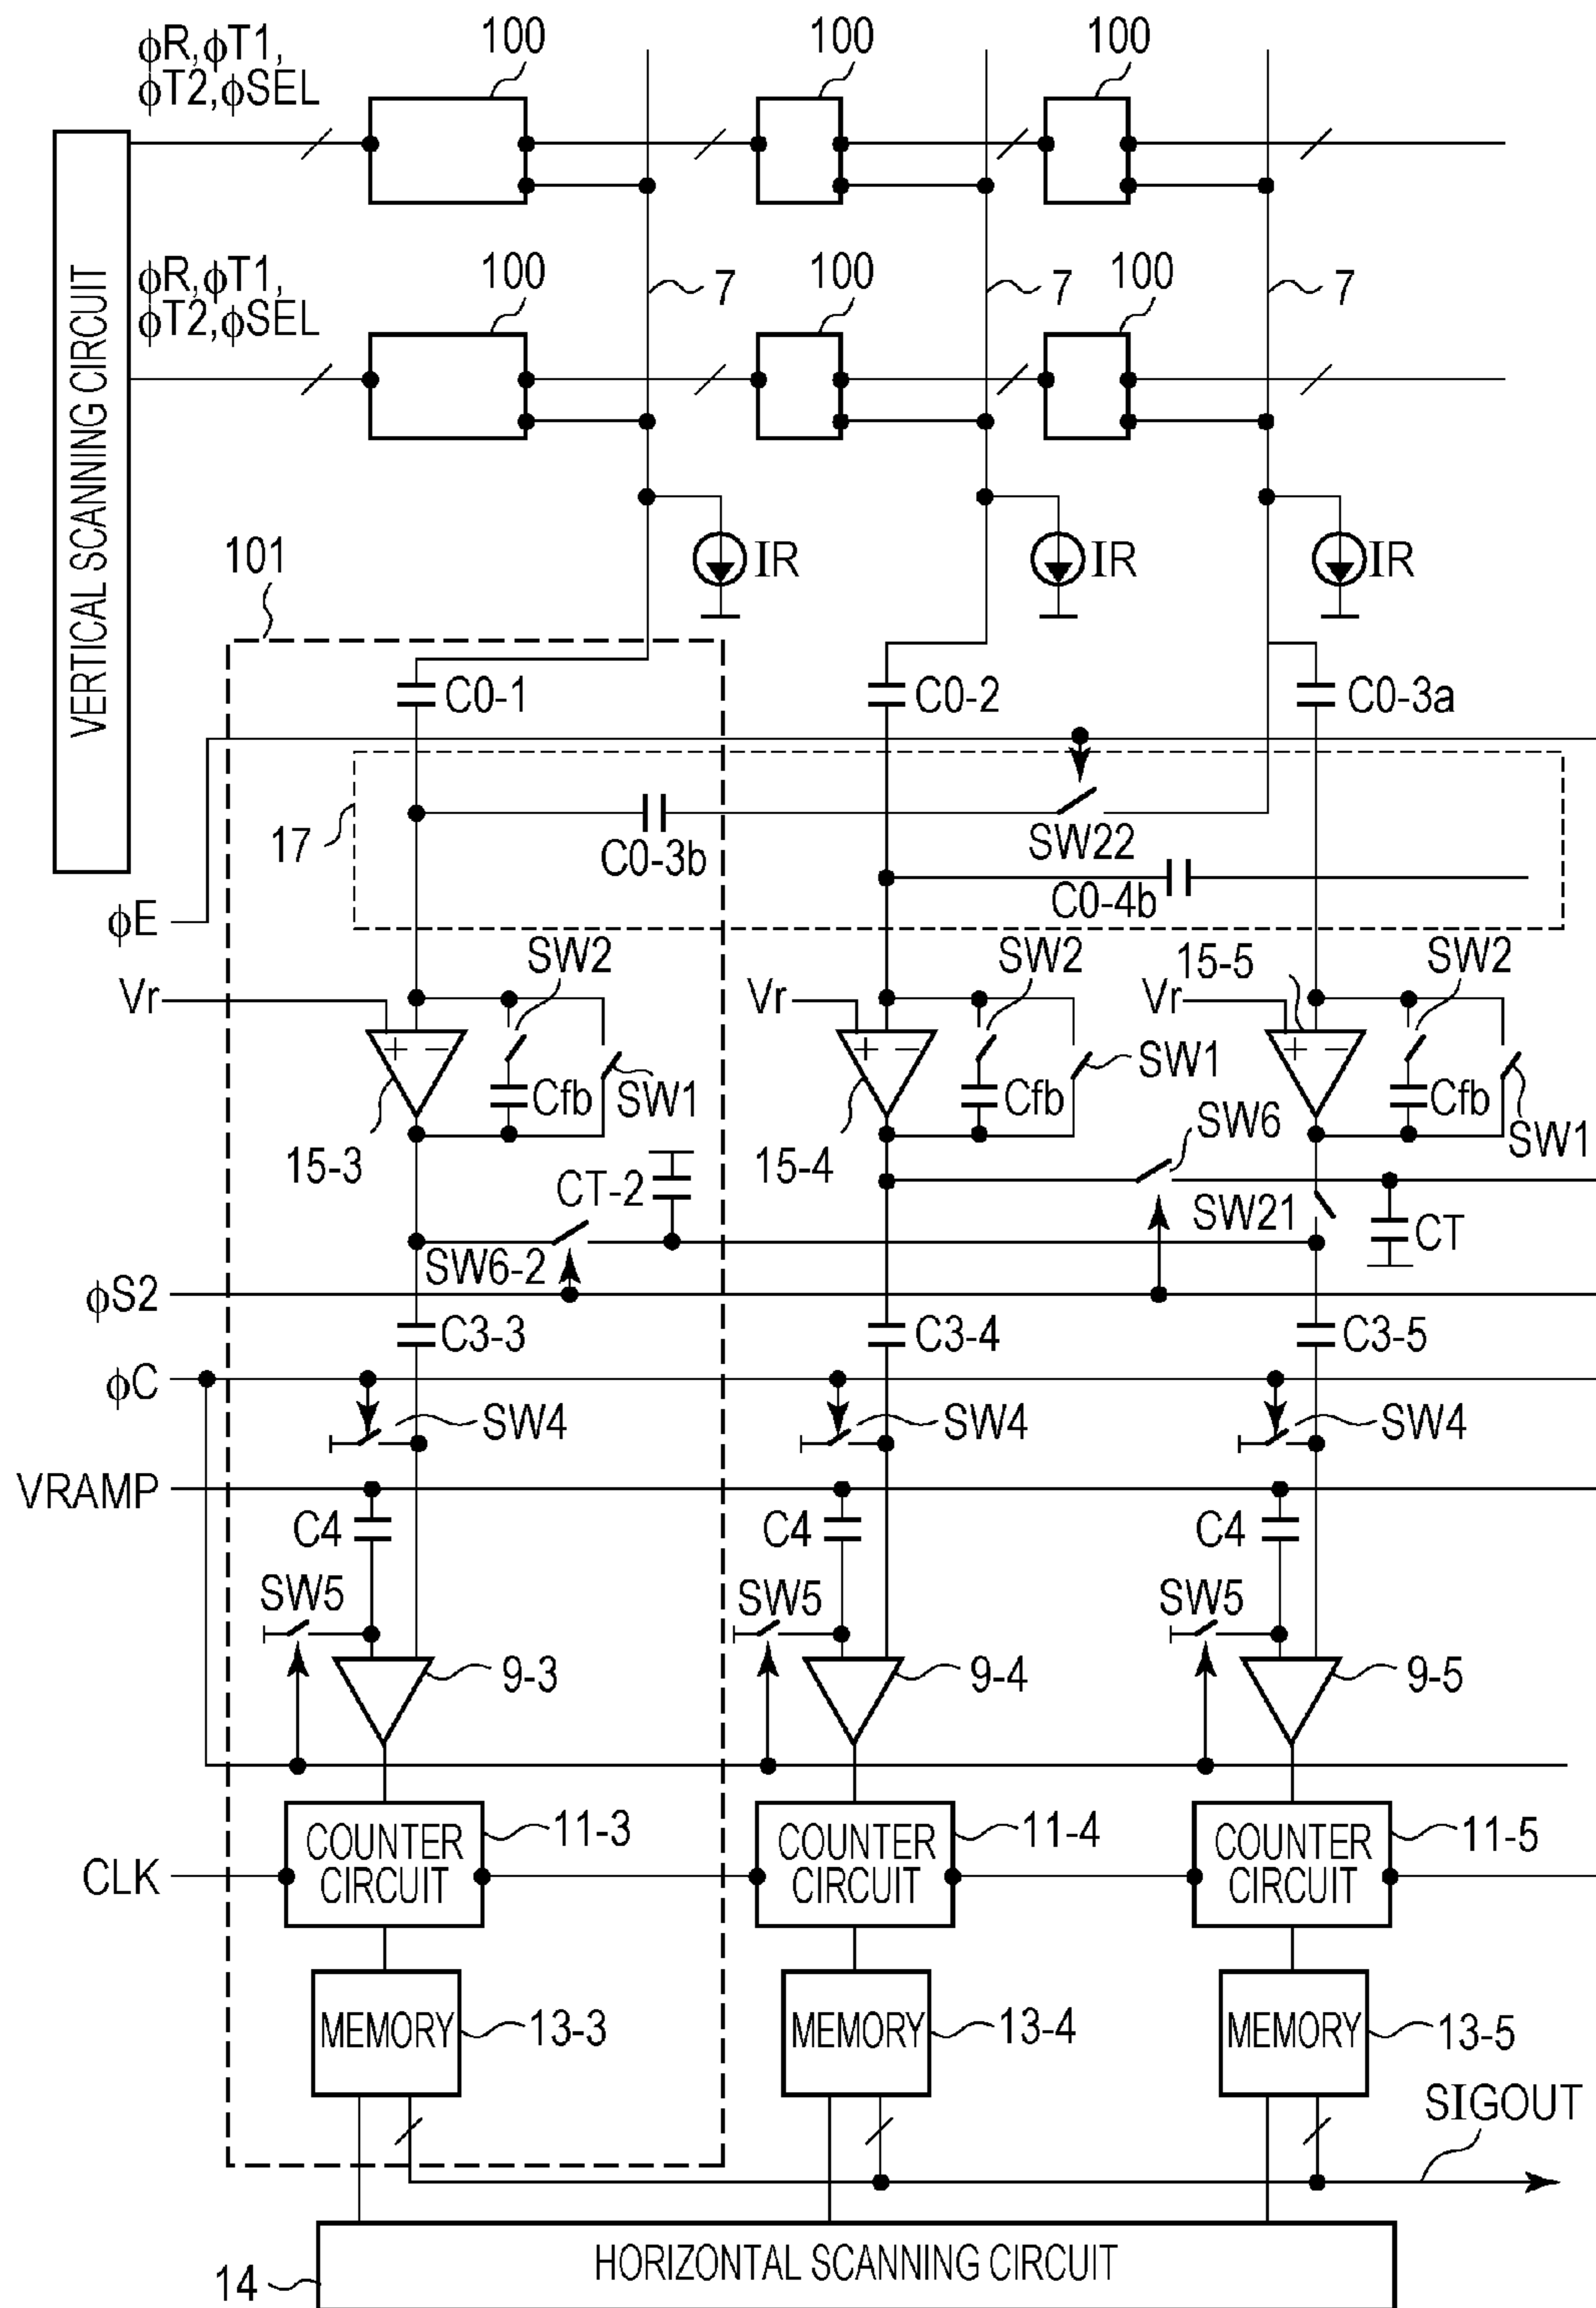 100
100
100
ϕR,ϕT1,
ϕT2,ϕSEL
VERTICAL SCANNING CIRCUIT
ϕR,ϕT1,
ϕT2,ϕSEL
100
100
100
7
7
7
IR
IR
IR
101
C0-1
C0-2
C0-3a
17
C0-3b
SW22
C0-4b
ϕE
SW2
SW2
15-5
SW2
Vr
Vr
Vr
+ −
+ −
+ −
Cfb
SW1
Cfb
SW1
Cfb
SW1
15-3
CT-2
15-4
SW6
SW21
CT
SW6-2
ϕS2
C3-3
C3-4
C3-5
ϕC
SW4
SW4
SW4
VRAMP
C4
C4
C4
SW5
SW5
SW5
9-3
9-4
9-5
COUNTER
CIRCUIT
11-3
COUNTER
CIRCUIT
11-4
COUNTER
CIRCUIT
11-5
CLK
MEMORY
13-3
MEMORY
13-4
MEMORY
13-5
SIGOUT
HORIZONTAL SCANNING CIRCUIT
14